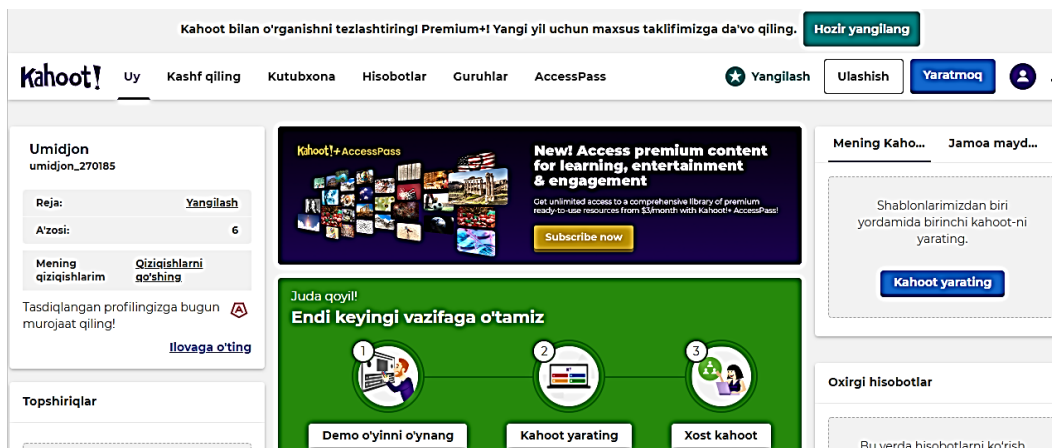 Kahoot bilan o'rganishni tezlashtiring! Premium+! Yangi yil uchun maxsus taklifimizga da'vo qiling.
Hozir yangilang
Kahoot!
Uy
Kashf qiling
Kutubxona
Hisobotlar
Guruhlar
AccessPass
Yangilash
Ulashish
Yaratmoq
Umidjon
umidjon_270185
Reja:
Yangilash
A'zosi:
6
Mening
qiziqishlarim
Qiziqishlarni
qo'shing
Tasdiqlangan profilingizga bugun
murojaat qiling!
Ilovaga o'ting
Topshiriqlar
Kahoot!+ AccessPass
New! Access premium content
for learning, entertainment
& engagement
Get unlimited access to a comprehensive library of premium
ready-to-use resources from $3/month with Kahoot!+ AccessPass!
Subscribe now
Juda qoyil!
Endi keyingi vazifaga o'tamiz
1
2
3
Demo o'yinni o'ynang
Kahoot yarating
Xost kahoot
Mening Kaho...
Jamoa mayd...
Shablonlarimizdan biri
yordamida birinchi kahoot-ni
yarating.
Kahoot yarating
Oxirgi hisobotlar
Bu yerda hisobotlarni ko'rish